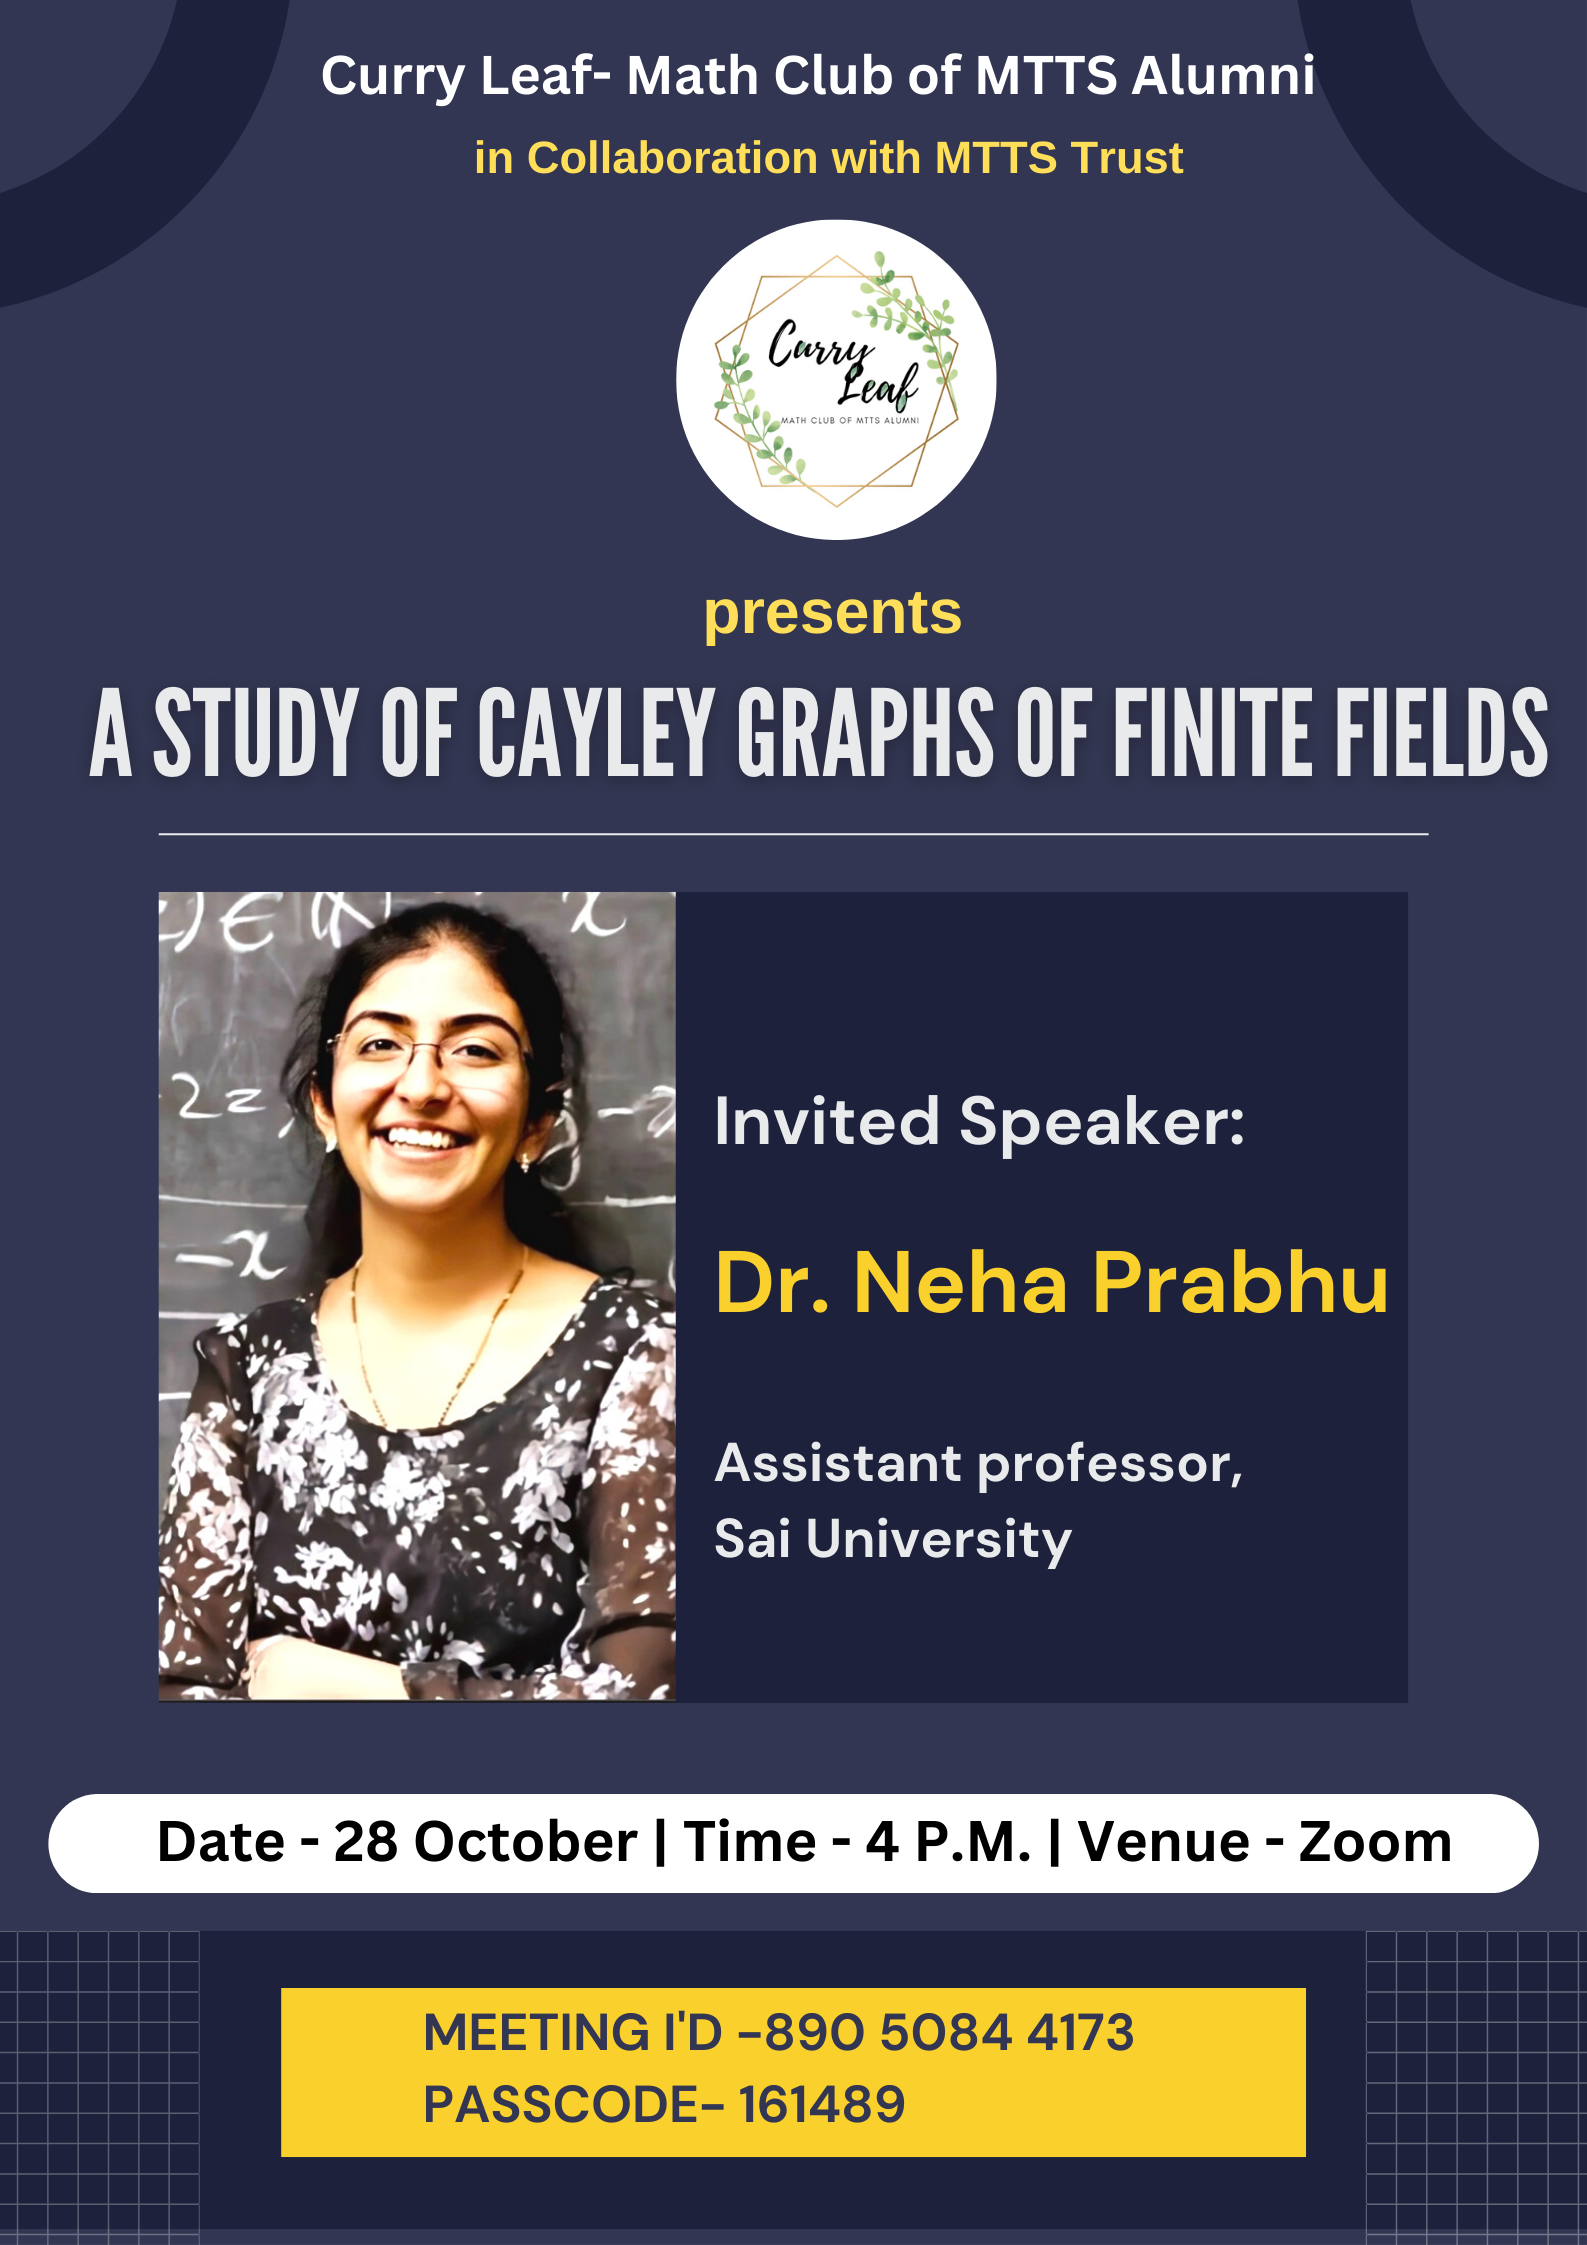 Curry Leaf- Math Club of MTTS Alumni
in Collaboration with MTTS Trust
Curry
Leaf
MATH CLUB OF MTTS ALUMNI
presents
A STUDY OF CAYLEY GRAPHS OF FINITE FIELDS
2=
-x
Invited Speaker:
Dr. Neha Prabhu
Assistant professor,
Sai University
Date - 28 October | Time - 4 P.M. | Venue - Zoom
MEETING I'D -890 5084 4173
PASSCODE- 161489